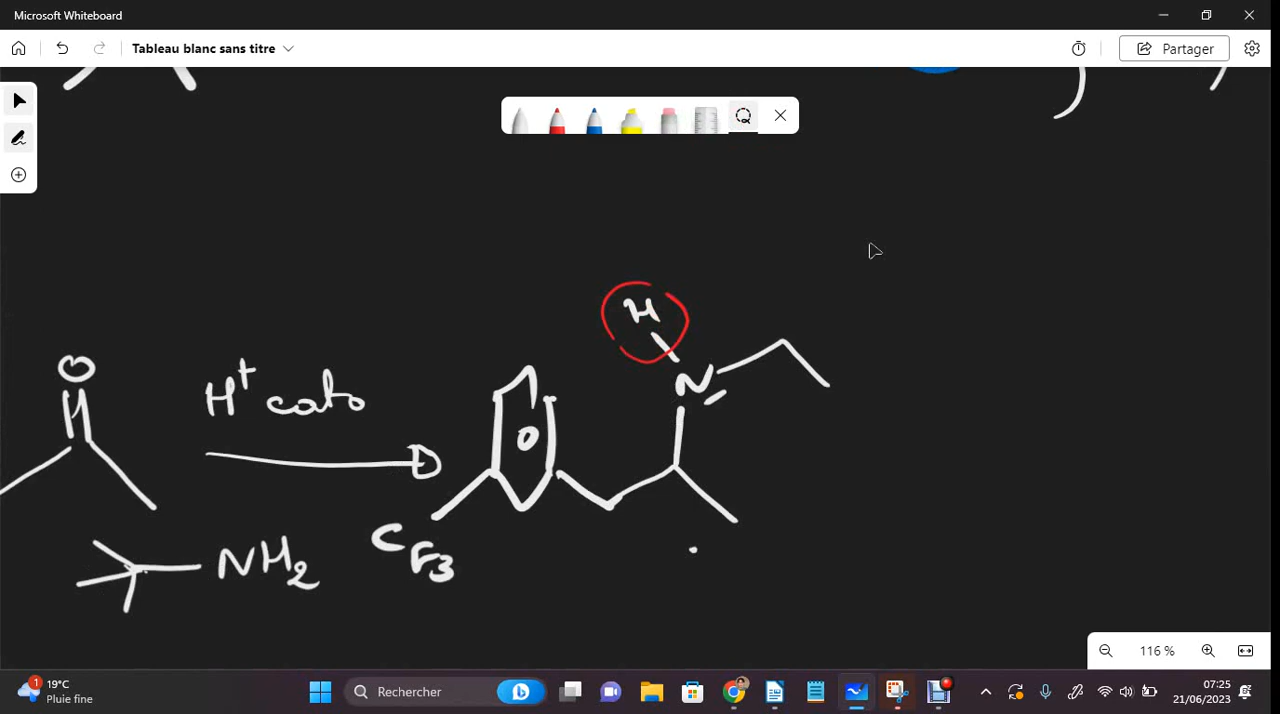 Microsoft Whiteboard
Tableau blanc sans titre
Partager
H
O
H+ cata
N
CF3
NH2
116 %
1
19°C
Pluie fine
Rechercher
07:25
21/06/2023